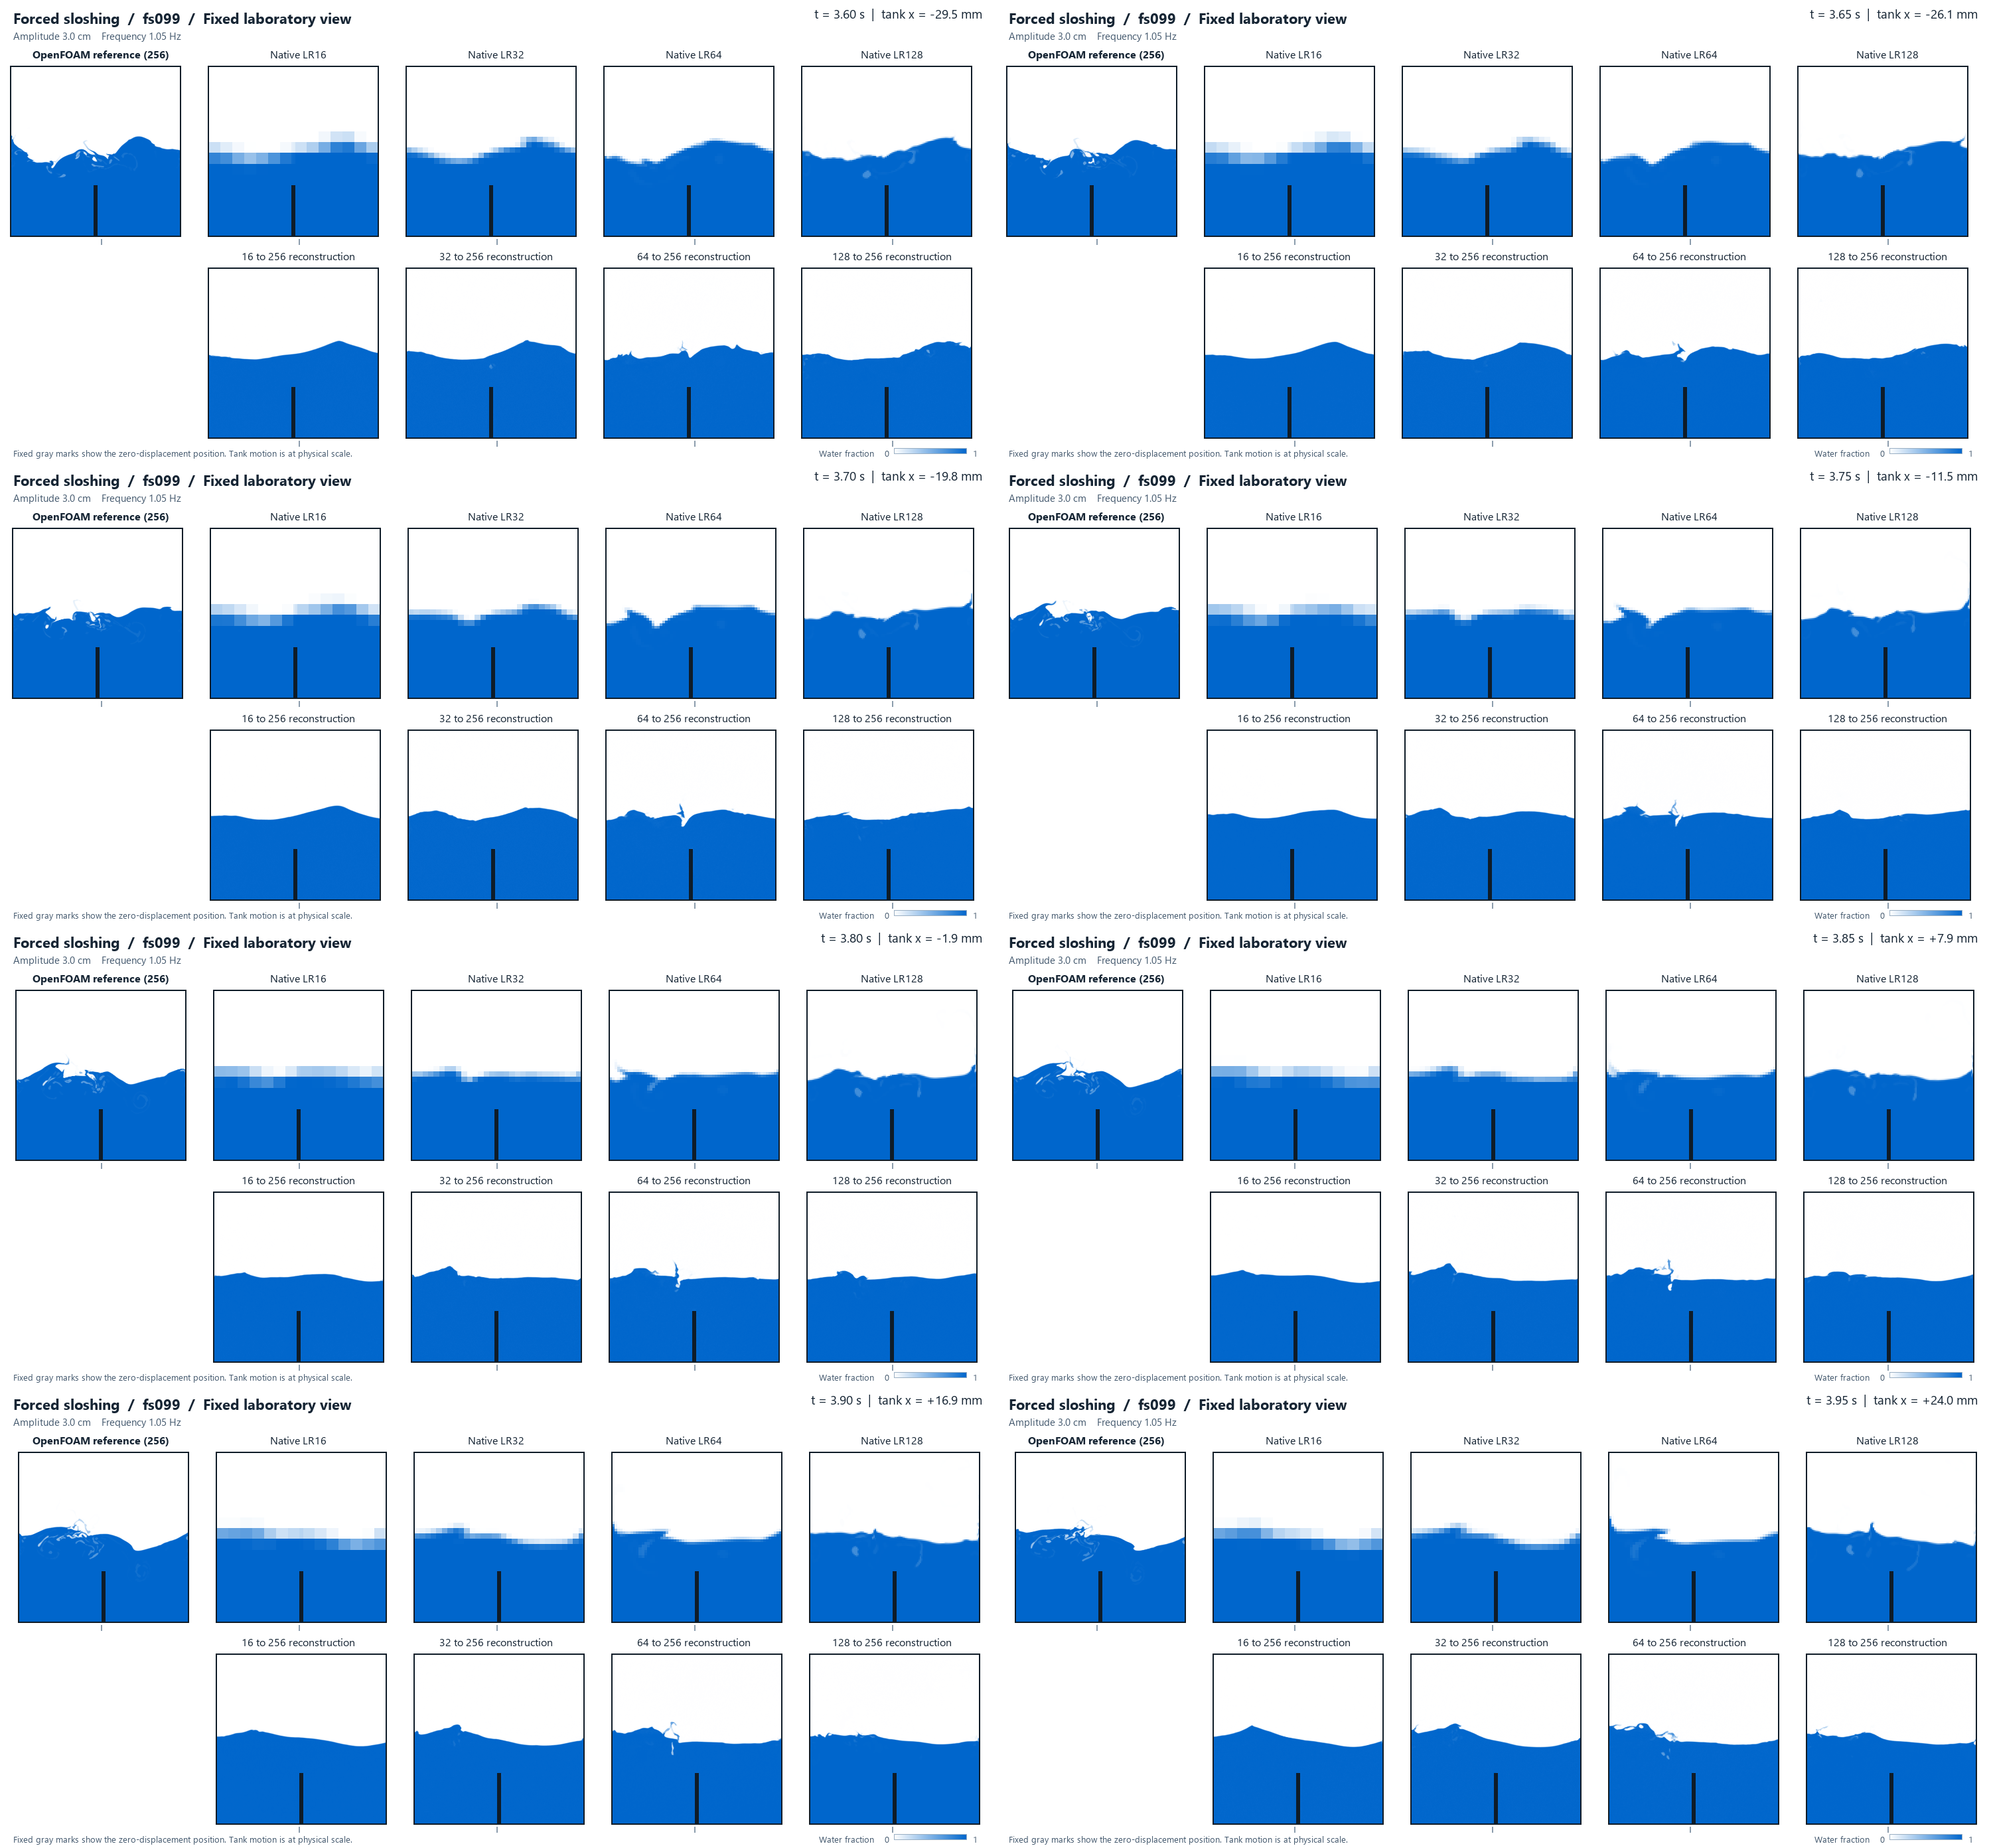 Forced sloshing / fs099 / Fixed laboratory view
t = 3.60 s | tank x = -29.5 mm
Amplitude 3.0 cm Frequency 1.05 Hz
OpenFOAM reference (256) Native LR16 Native LR32 Native LR64 Native LR128
16 to 256 reconstruction 32 to 256 reconstruction 64 to 256 reconstruction 128 to 256 reconstruction
Fixed gray marks show the zero-displacement position. Tank motion is at physical scale.
Water fraction 0 1
Forced sloshing / fs099 / Fixed laboratory view
t = 3.65 s | tank x = -26.1 mm
Amplitude 3.0 cm Frequency 1.05 Hz
OpenFOAM reference (256) Native LR16 Native LR32 Native LR64 Native LR128
16 to 256 reconstruction 32 to 256 reconstruction 64 to 256 reconstruction 128 to 256 reconstruction
Fixed gray marks show the zero-displacement position. Tank motion is at physical scale.
Water fraction 0 1
Forced sloshing / fs099 / Fixed laboratory view
t = 3.70 s | tank x = -19.8 mm
Amplitude 3.0 cm Frequency 1.05 Hz
OpenFOAM reference (256) Native LR16 Native LR32 Native LR64 Native LR128
16 to 256 reconstruction 32 to 256 reconstruction 64 to 256 reconstruction 128 to 256 reconstruction
Fixed gray marks show the zero-displacement position. Tank motion is at physical scale.
Water fraction 0 1
Forced sloshing / fs099 / Fixed laboratory view
t = 3.75 s | tank x = -11.5 mm
Amplitude 3.0 cm Frequency 1.05 Hz
OpenFOAM reference (256) Native LR16 Native LR32 Native LR64 Native LR128
16 to 256 reconstruction 32 to 256 reconstruction 64 to 256 reconstruction 128 to 256 reconstruction
Fixed gray marks show the zero-displacement position. Tank motion is at physical scale.
Water fraction 0 1
Forced sloshing / fs099 / Fixed laboratory view
t = 3.80 s | tank x = -1.9 mm
Amplitude 3.0 cm Frequency 1.05 Hz
OpenFOAM reference (256) Native LR16 Native LR32 Native LR64 Native LR128
16 to 256 reconstruction 32 to 256 reconstruction 64 to 256 reconstruction 128 to 256 reconstruction
Fixed gray marks show the zero-displacement position. Tank motion is at physical scale.
Water fraction 0 1
Forced sloshing / fs099 / Fixed laboratory view
t = 3.85 s | tank x = +7.9 mm
Amplitude 3.0 cm Frequency 1.05 Hz
OpenFOAM reference (256) Native LR16 Native LR32 Native LR64 Native LR128
16 to 256 reconstruction 32 to 256 reconstruction 64 to 256 reconstruction 128 to 256 reconstruction
Fixed gray marks show the zero-displacement position. Tank motion is at physical scale.
Water fraction 0 1
Forced sloshing / fs099 / Fixed laboratory view
t = 3.90 s | tank x = +16.9 mm
Amplitude 3.0 cm Frequency 1.05 Hz
OpenFOAM reference (256) Native LR16 Native LR32 Native LR64 Native LR128
16 to 256 reconstruction 32 to 256 reconstruction 64 to 256 reconstruction 128 to 256 reconstruction
Fixed gray marks show the zero-displacement position. Tank motion is at physical scale.
Water fraction 0 1
Forced sloshing / fs099 / Fixed laboratory view
t = 3.95 s | tank x = +24.0 mm
Amplitude 3.0 cm Frequency 1.05 Hz
OpenFOAM reference (256) Native LR16 Native LR32 Native LR64 Native LR128
16 to 256 reconstruction 32 to 256 reconstruction 64 to 256 reconstruction 128 to 256 reconstruction
Fixed gray marks show the zero-displacement position. Tank motion is at physical scale.
Water fraction 0 1